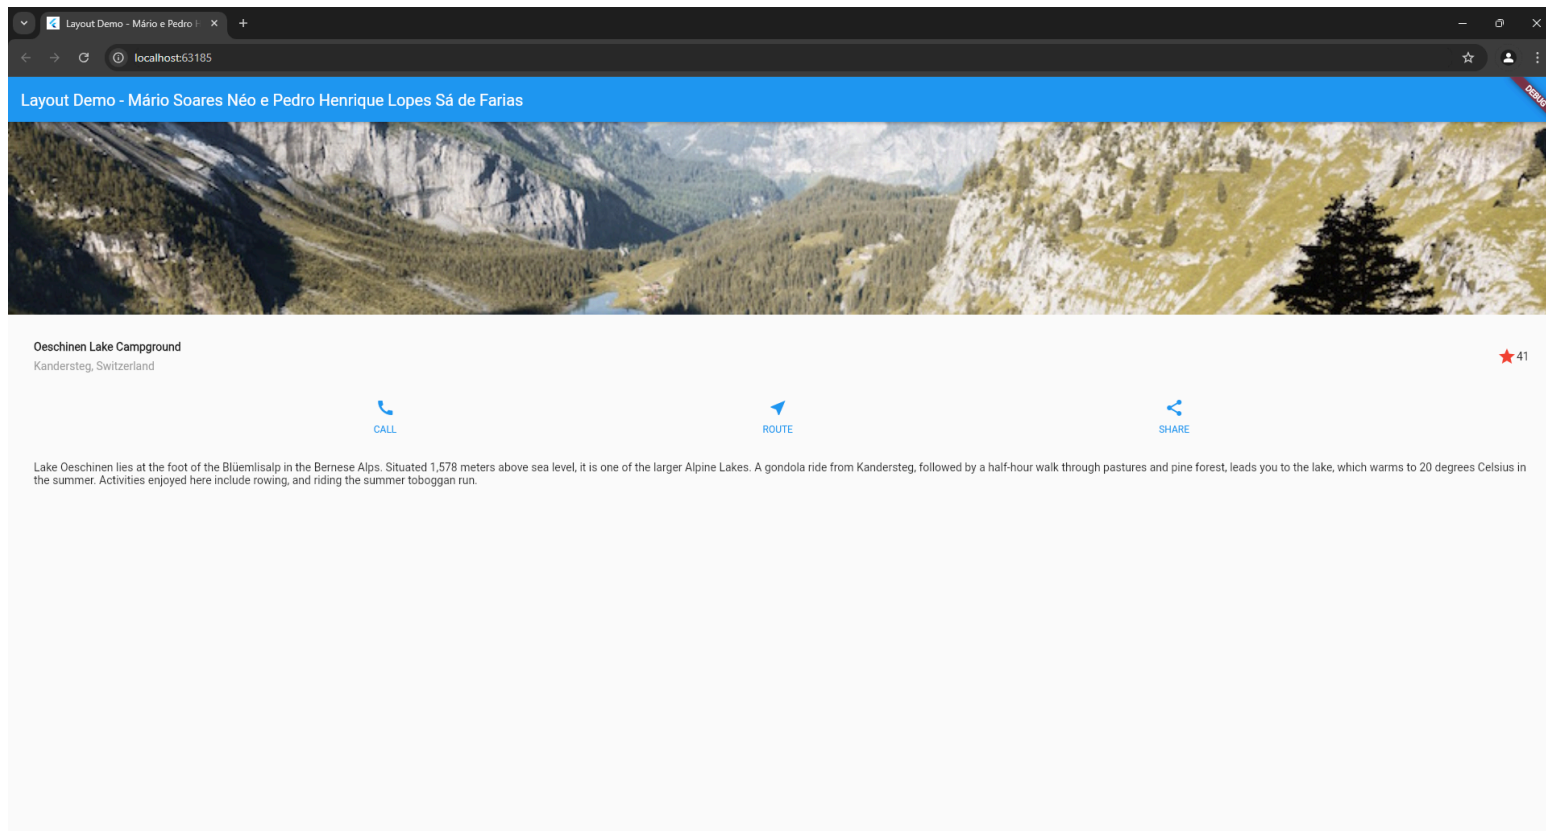 Layout Demo - Mário e Pedro H
localhost:63185
Layout Demo - Mário Soares Néo e Pedro Henrique Lopes Sá de Farias
DEBUG
Oeschinen Lake Campground
Kandersteg, Switzerland
41
CALL
ROUTE
SHARE
Lake Oeschinen lies at the foot of the Blüemlisalp in the Bernese Alps. Situated 1,578 meters above sea level, it is one of the larger Alpine Lakes. A gondola ride from Kandersteg, followed by a half-hour walk through pastures and pine forest, leads you to the lake, which warms to 20 degrees Celsius in
the summer. Activities enjoyed here include rowing, and riding the summer toboggan run.